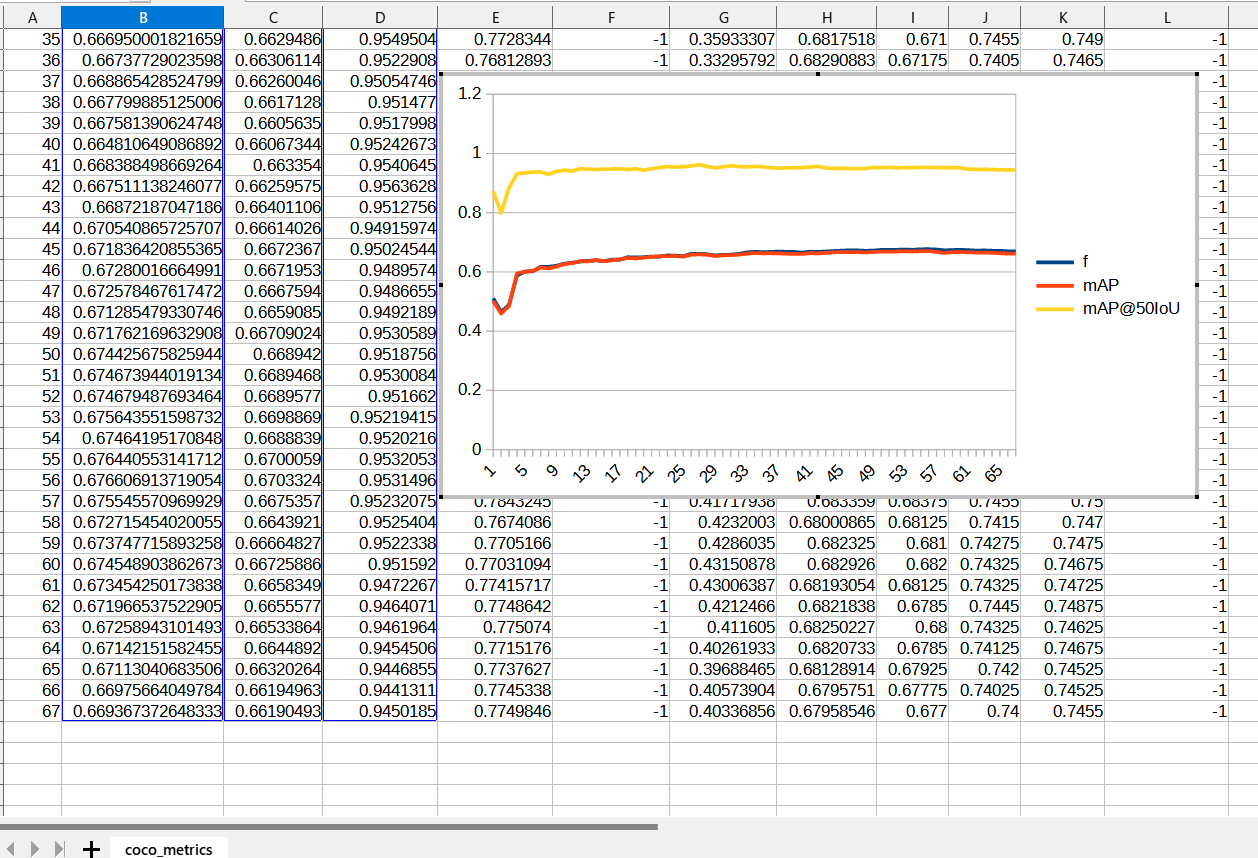 A B C D E F G H I J K L
35 0.666950001821659 0.6629486 0.9549504 0.7728344 -1 0.35933307 0.6817518 0.671 0.7455 0.749 -1
36 0.66737729023598 0.66306114 0.9522908 0.76812893 -1 0.33295792 0.68290883 0.67175 0.7405 0.7465 -1
37 0.668865428524799 0.66260046 0.95054746 -1
38 0.667799885125006 0.6617128 0.951477 -1
39 0.667581390624748 0.6605635 0.9517998 -1
40 0.664810649086892 0.66067344 0.95242673 -1
41 0.668388498669264 0.663354 0.9540645 -1
42 0.667511138246077 0.66259575 0.9563628 -1
43 0.66872187047186 0.66401106 0.9512756 -1
44 0.670540865725707 0.66614026 0.94915974 -1
45 0.671836420855365 0.6672367 0.95024544 -1
46 0.67280016664991 0.6671953 0.9489574 -1
47 0.672578467617472 0.6667594 0.9486655 -1
48 0.671285479330746 0.6659085 0.9492189 -1
49 0.671762169632908 0.66709024 0.9530589 -1
50 0.674425675825944 0.668942 0.9518756 -1
51 0.674673944019134 0.6689468 0.9530084 -1
52 0.674679487693464 0.6689577 0.951662 -1
53 0.675643551598732 0.6698869 0.95219415 -1
54 0.67464195170848 0.6688839 0.9520216 -1
55 0.676440553141712 0.6700059 0.9532053 -1
56 0.676606913719054 0.6703324 0.9531496 -1
57 0.675545570969929 0.6675357 0.95232075 0.7843245 -1 0.41717938 0.683359 0.68375 0.7455 0.75 -1
58 0.672715454020055 0.6643921 0.9525404 0.7674086 -1 0.4232003 0.68000865 0.68125 0.7415 0.747 -1
59 0.673747715893258 0.66664827 0.9522338 0.7705166 -1 0.4286035 0.682325 0.681 0.74275 0.7475 -1
60 0.674548903862673 0.66725886 0.951592 0.77031094 -1 0.43150878 0.682926 0.682 0.74325 0.74675 -1
61 0.673454250173838 0.6658349 0.9472267 0.77415717 -1 0.43006387 0.68193054 0.68125 0.74325 0.74725 -1
62 0.671966537522905 0.6655577 0.9464071 0.7748642 -1 0.4212466 0.6821838 0.6785 0.7445 0.74875 -1
63 0.67258943101493 0.66533864 0.9461964 0.775074 -1 0.411605 0.68250227 0.68 0.74325 0.74625 -1
64 0.67142151582455 0.6644892 0.9454506 0.7715176 -1 0.40261933 0.6820733 0.6785 0.74125 0.74675 -1
65 0.67113040683506 0.66320264 0.9446855 0.7737627 -1 0.39688465 0.68128914 0.67925 0.742 0.74525 -1
66 0.66975664049784 0.66194963 0.9441311 0.7745338 -1 0.40573904 0.6795751 0.67775 0.74025 0.74525 -1
67 0.669367372648333 0.66190493 0.9450185 0.7749846 -1 0.40336856 0.67958546 0.677 0.74 0.7455 -1
1.2
1
0.8
0.6
0.4
0.2
0
1 5 9 13 17 21 25 29 33 37 41 45 49 53 57 61 65
f
mAP
mAP@50IoU
coco_metrics